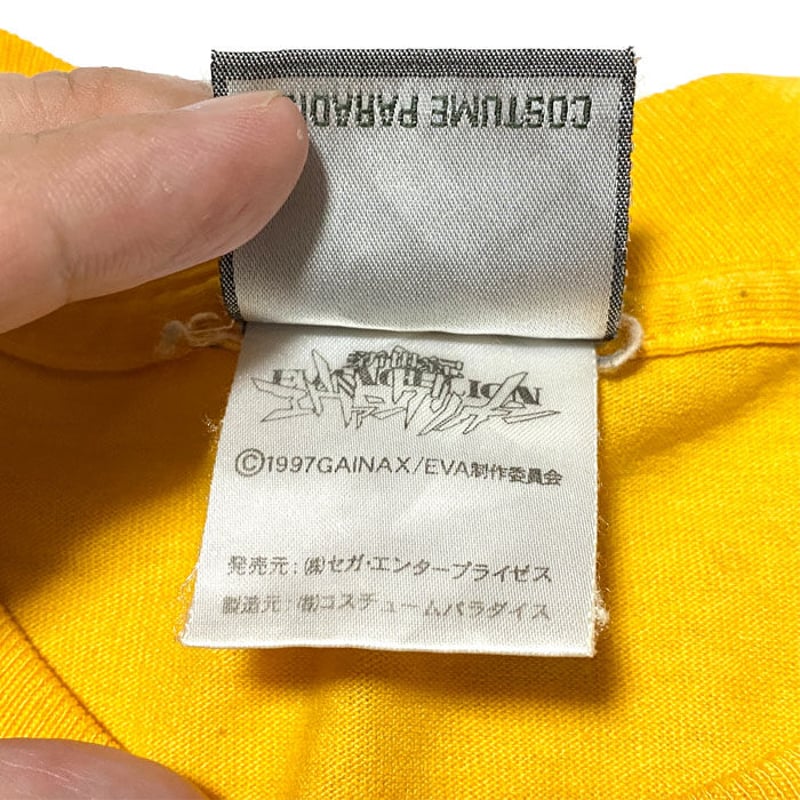 COSTUME PARADI
新世紀
EVANGELION
エヴァンゲリオン
©1997GAINAX/EVA制作委員会
発売元:㈱セガ・エンタープライゼス
製造元:㈲コスチュームパラダイス